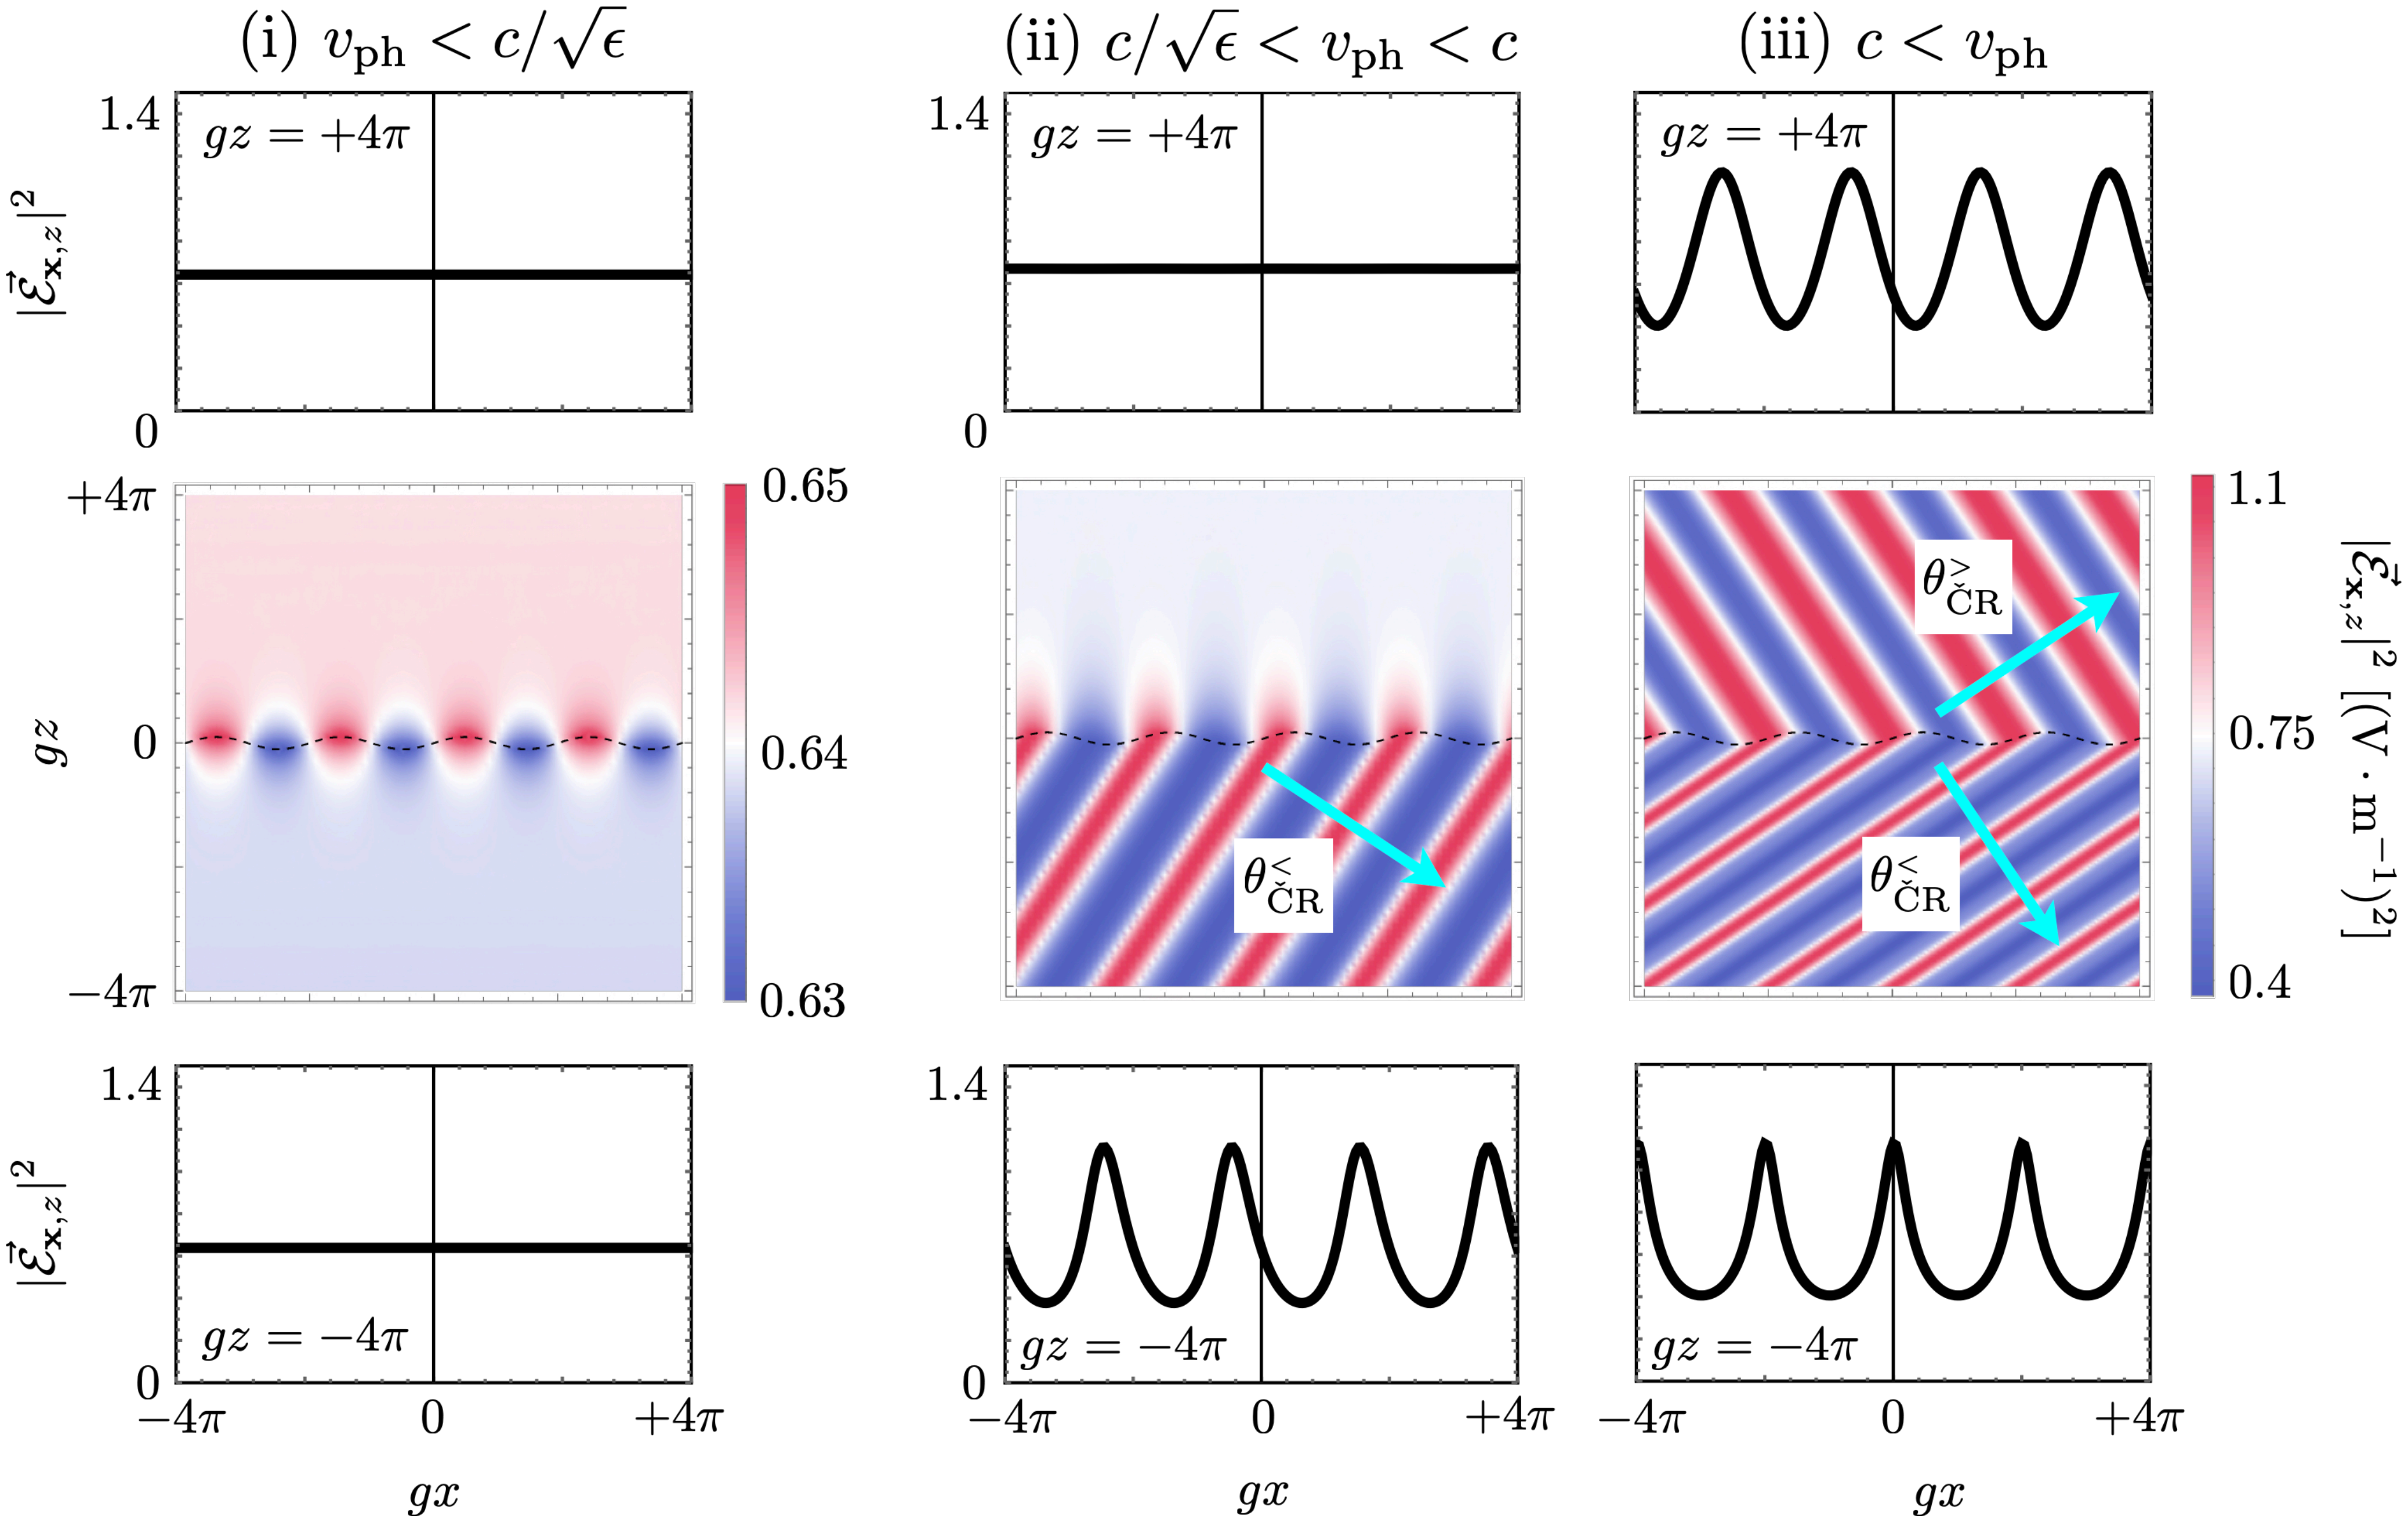 (i) v_ph < c/√ϵ
(ii) c/√ϵ < v_ph < c
(iii) c < v_ph
1.4
gz = +4π
0
|ℰ⃗_{x,z}|²
1.4
gz = +4π
0
gz = +4π
+4π
0
−4π
gz
0.65
0.64
0.63
θ^<_ČR
θ^>_ČR
θ^<_ČR
1.1
0.75
0.4
|ℰ⃗_{x,z}|² [(V · m⁻¹)²]
|ℰ⃗_{x,z}|²
1.4
gz = −4π
0
−4π 0 +4π
gx
1.4
gz = −4π
0
−4π 0 +4π
gx
gz = −4π
−4π 0 +4π
gx